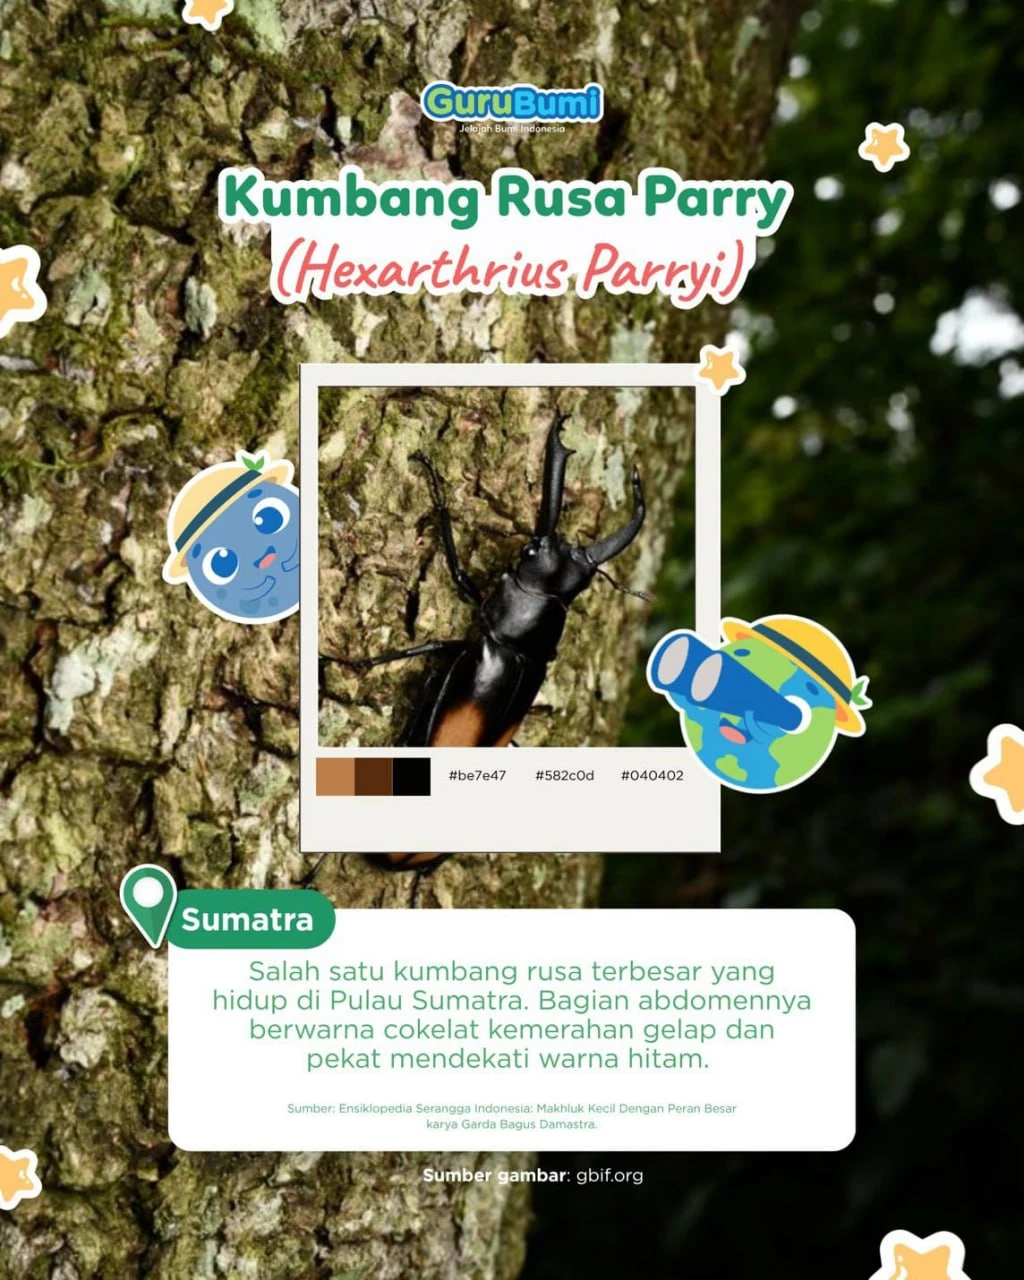 GuruBumi
Jelajah Bumi Indonesia
Kumbang Rusa Parry
(Hexarthrius Parryi)
#be7e47 #582c0d #040402
Sumatra
Salah satu kumbang rusa terbesar yang
hidup di Pulau Sumatra. Bagian abdomennya
berwarna cokelat kemerahan gelap dan
pekat mendekati warna hitam.
Sumber: Ensiklopedia Serangga Indonesia: Makhluk Kecil Dengan Peran Besar
karya Garda Bagus Damastra.
Sumber gambar: gbif.org